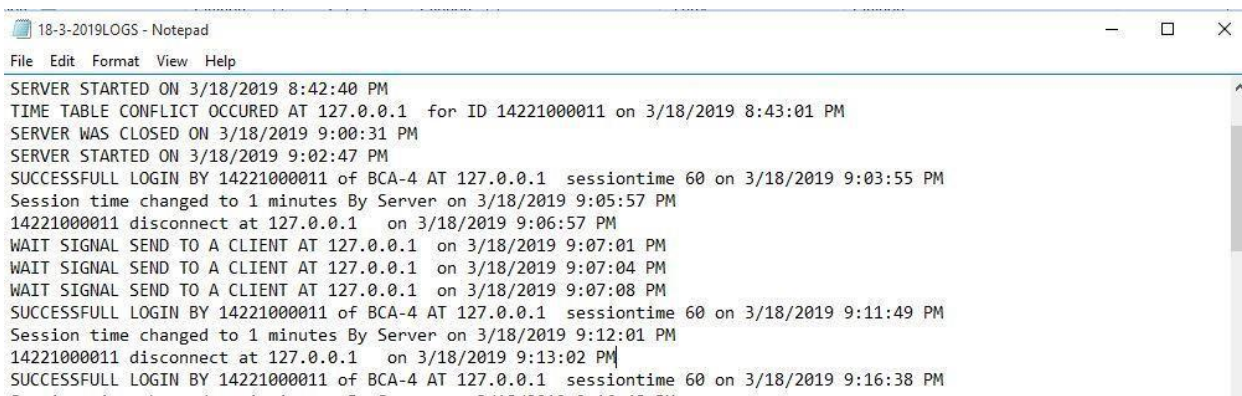 18-3-2019LOGS - Notepad
File Edit Format View Help
SERVER STARTED ON 3/18/2019 8:42:40 PM
TIME TABLE CONFLICT OCCURED AT 127.0.0.1  for ID 14221000011 on 3/18/2019 8:43:01 PM
SERVER WAS CLOSED ON 3/18/2019 9:00:31 PM
SERVER STARTED ON 3/18/2019 9:02:47 PM
SUCCESSFULL LOGIN BY 14221000011 of BCA-4 AT 127.0.0.1  sessiontime 60 on 3/18/2019 9:03:55 PM
Session time changed to 1 minutes By Server on 3/18/2019 9:05:57 PM
14221000011 disconnect at 127.0.0.1   on 3/18/2019 9:06:57 PM
WAIT SIGNAL SEND TO A CLIENT AT 127.0.0.1  on 3/18/2019 9:07:01 PM
WAIT SIGNAL SEND TO A CLIENT AT 127.0.0.1  on 3/18/2019 9:07:04 PM
WAIT SIGNAL SEND TO A CLIENT AT 127.0.0.1  on 3/18/2019 9:07:08 PM
SUCCESSFULL LOGIN BY 14221000011 of BCA-4 AT 127.0.0.1  sessiontime 60 on 3/18/2019 9:11:49 PM
Session time changed to 1 minutes By Server on 3/18/2019 9:12:01 PM
14221000011 disconnect at 127.0.0.1   on 3/18/2019 9:13:02 PM
SUCCESSFULL LOGIN BY 14221000011 of BCA-4 AT 127.0.0.1  sessiontime 60 on 3/18/2019 9:16:38 PM